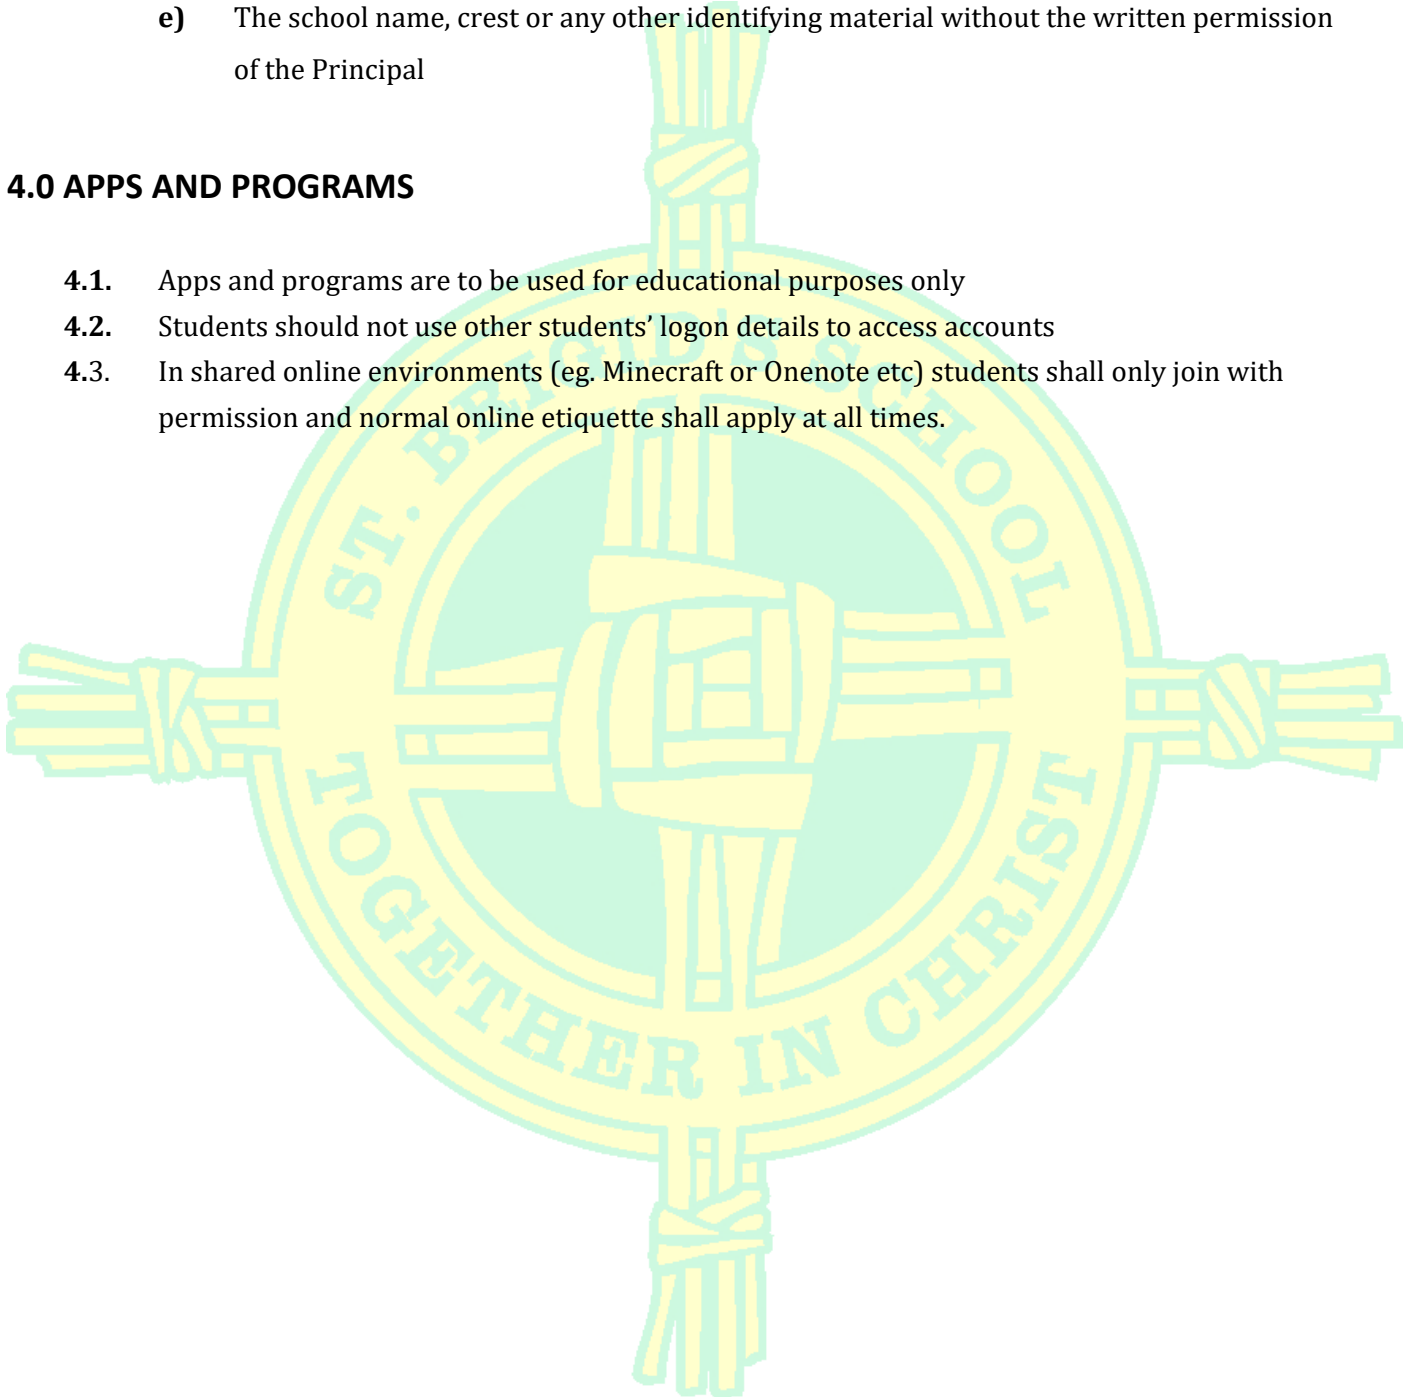 e) The school name, crest or any other identifying material without the written permission
of the Principal
4.0 APPS AND PROGRAMS
4.1. Apps and programs are to be used for educational purposes only
4.2. Students should not use other students’ logon details to access accounts
4.3. In shared online environments (eg. Minecraft or Onenote etc) students shall only join with
permission and normal online etiquette shall apply at all times.
ST. BRIGID'S SCHOOL
TOGETHER IN CHRIST